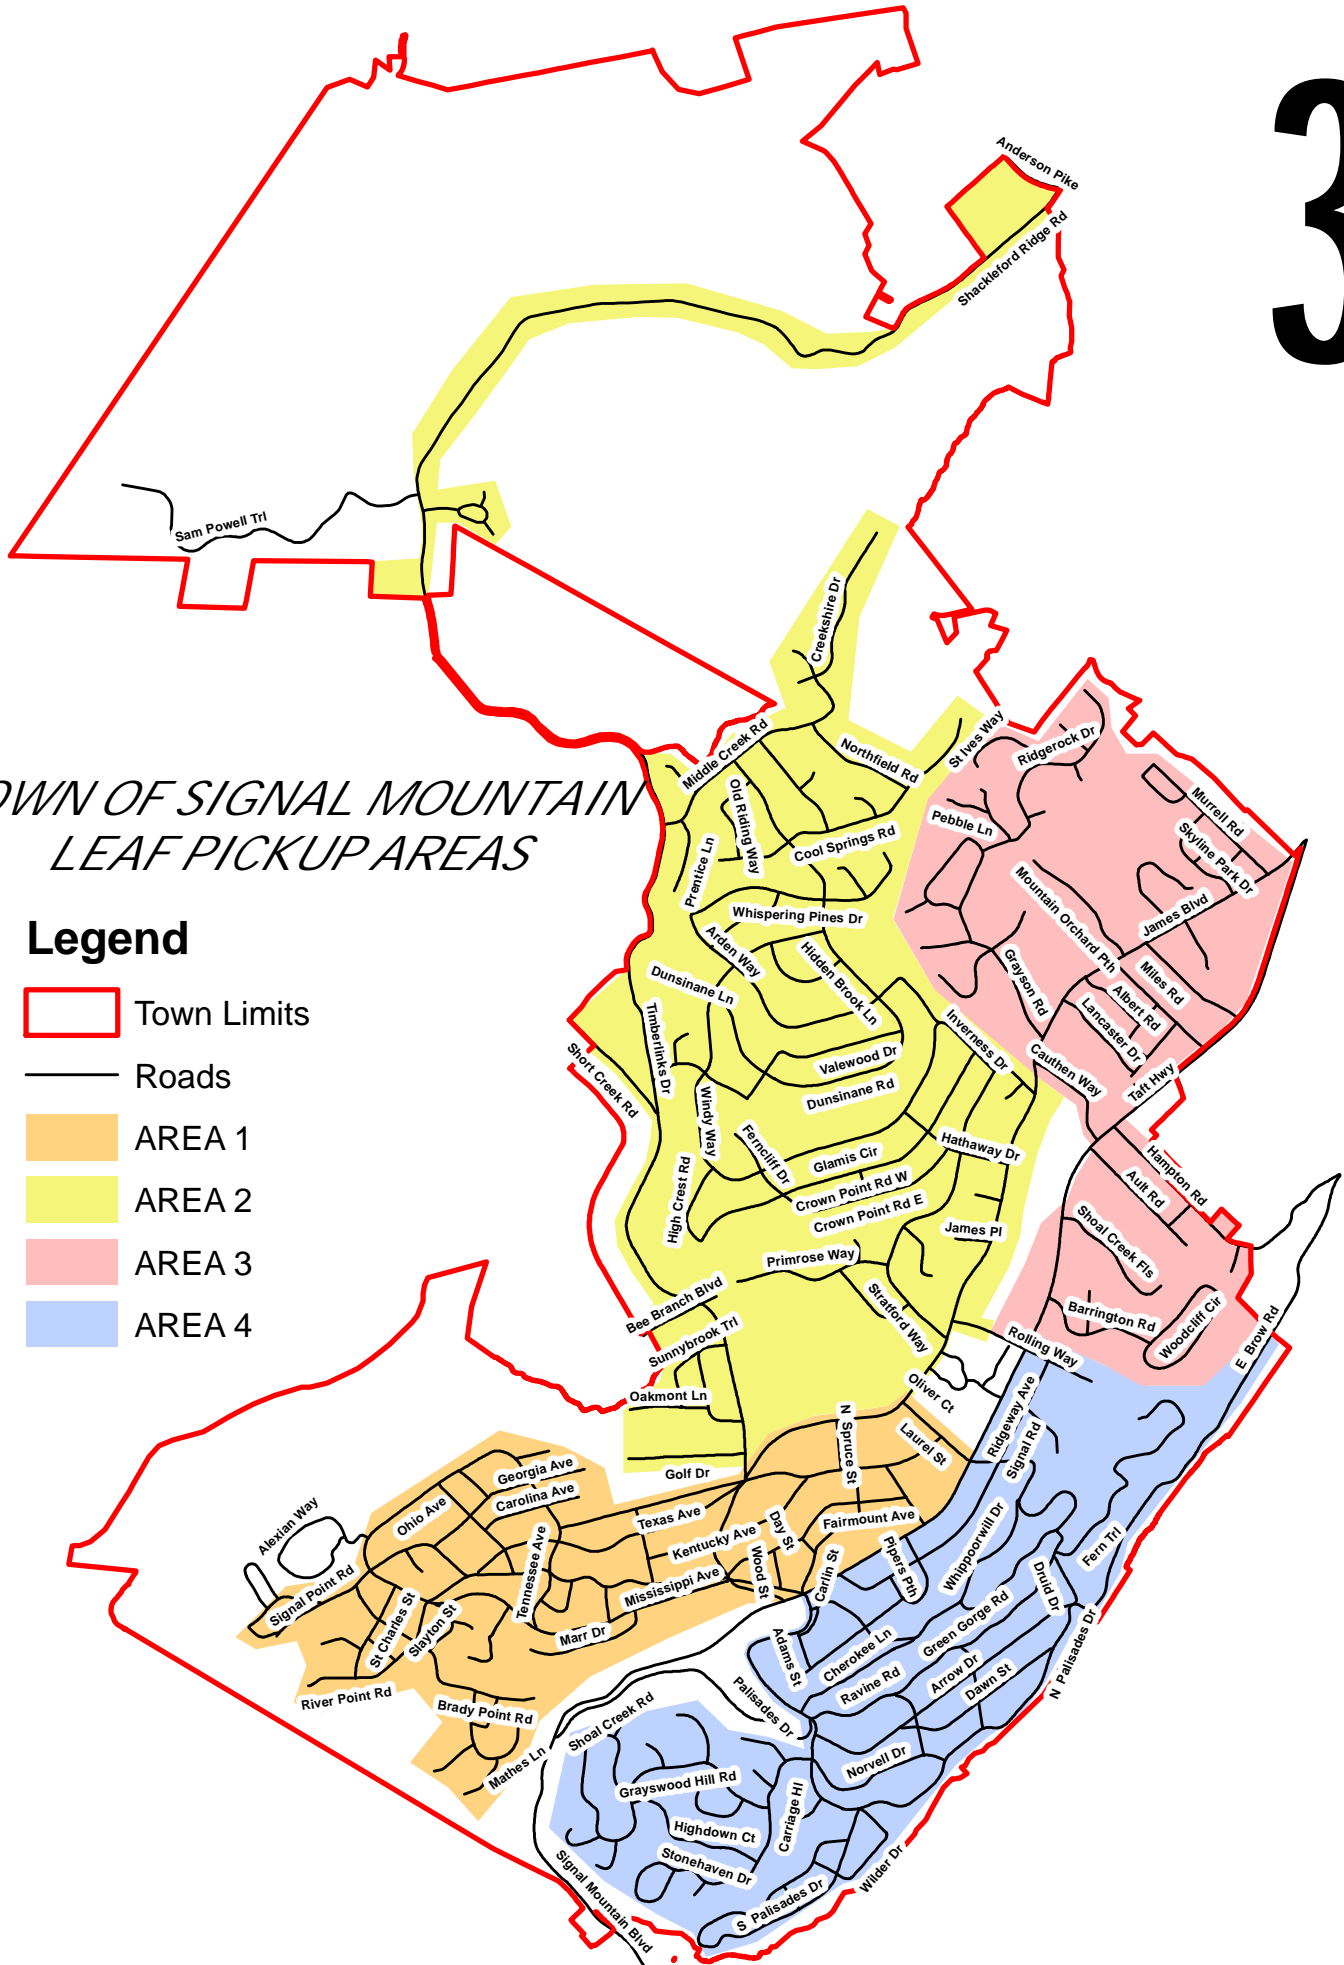 3
Anderson Pike
Shackleford Ridge Rd
Sam Powell Trl
Creekshire Dr
OWN OF SIGNAL MOUNTAIN
LEAF PICKUP AREAS
Middle Creek Rd
Northfield Rd
St Ives Way
Ridgerock Dr
Old Riding Way
Cool Springs Rd
Pebble Ln
Murrell Rd
Skyline Park Dr
Prentice Ln
Whispering Pines Dr
Mountain Orchard Pth
James Blvd
Arden Way
Hidden Brook Ln
Dunsinane Ln
Grayson Rd
Miles Rd
Albert Rd
Lancaster Dr
Legend
Town Limits
Roads
AREA 1
AREA 2
AREA 3
AREA 4
Timberlinks Dr
Short Creek Rd
Inverness Dr
Valewood Dr
Dunsinane Rd
Cauthen Way
Taft Hwy
Windy Way
Ferncliff Dr
Glamis Cir
Hathaway Dr
High Crest Rd
Crown Point Rd W
Crown Point Rd E
Hampton Rd
Ault Rd
James Pl
Shoal Creek Fls
Primrose Way
Bee Branch Blvd
Stratford Way
Barrington Rd
Woodcliff Cir
E Brow Rd
Sunnybrook Trl
Rolling Way
Oakmont Ln
Oliver Ct
N Spruce St
Laurel St
Ridgeway Ave
Signal Rd
Golf Dr
Georgia Ave
Carolina Ave
Ohio Ave
Texas Ave
Alexian Way
Kentucky Ave
Day St
Fairmount Ave
Whippoorwill Dr
Fern Trl
Tennessee Ave
Mississippi Ave
Wood St
Carlin St
Pipers Pth
Druid Dr
Signal Point Rd
St Charles St
Slayton St
Marr Dr
Adams St
Cherokee Ln
Green Gorge Rd
N Palisades Dr
River Point Rd
Brady Point Rd
Palisades Dr
Ravine Rd
Arrow Dr
Dawn St
Shoal Creek Rd
Mathes Ln
Norvell Dr
Grayswood Hill Rd
Carriage Hl
Highdown Ct
Stonehaven Dr
Wilder Dr
S Palisades Dr
Signal Mountain Blvd